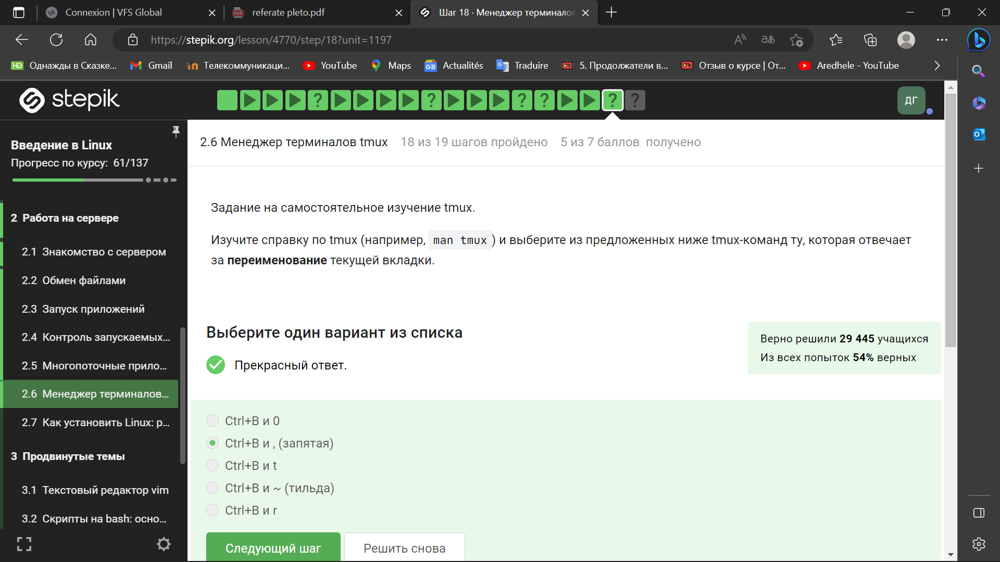 Connexion | VFS Global
referate pleto.pdf
Шаг 18 · Менеджер терминалов
https://stepik.org/lesson/4770/step/18?unit=1197
Однажды в Сказке...
Gmail
Телекоммуникаци...
YouTube
Maps
Actualités
Traduire
5. Продолжатели в...
Отзыв о курсе | От...
Aredhele - YouTube
stepik
ДГ
Введение в Linux
Прогресс по курсу: 61/137
2 Работа на сервере
2.1 Знакомство с сервером
2.2 Обмен файлами
2.3 Запуск приложений
2.4 Контроль запускаемых...
2.5 Многопоточные прило...
2.6 Менеджер терминалов...
2.7 Как установить Linux: р...
3 Продвинутые темы
3.1 Текстовый редактор vim
3.2 Скрипты на bash: осно...
2.6 Менеджер терминалов tmux 18 из 19 шагов пройдено 5 из 7 баллов получено
Задание на самостоятельное изучение tmux.
Изучите справку по tmux (например, man tmux ) и выберите из предложенных ниже tmux-команд ту, которая отвечает
за переименование текущей вкладки.
Выберите один вариант из списка
Прекрасный ответ.
Верно решили 29 445 учащихся
Из всех попыток 54% верных
Ctrl+B и 0
Ctrl+B и , (запятая)
Ctrl+B и t
Ctrl+B и ~ (тильда)
Ctrl+B и r
Следующий шаг
Решить снова